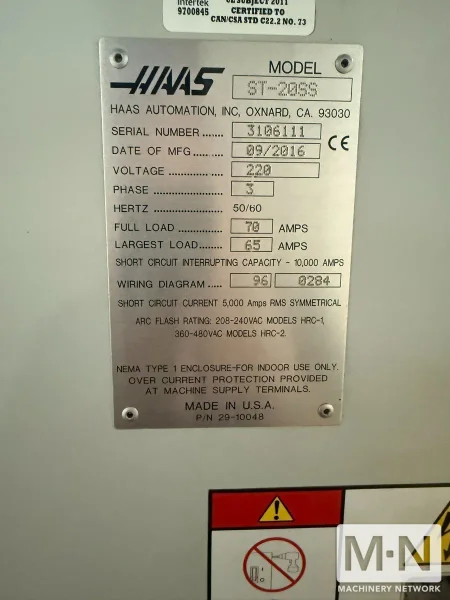 Intertek
9700845
UL SUBJECT 2011
CERTIFIED TO
CAN/CSA STD C22.2 NO. 73
HAAS
MODEL
ST-20SS
HAAS AUTOMATION, INC, OXNARD, CA. 93030
SERIAL NUMBER ....... 3106111
DATE OF MFG ........ 09/2016 CE
VOLTAGE ................ 220
PHASE .................... 3
HERTZ 50/60
FULL LOAD ............. 70 AMPS
LARGEST LOAD....... 65 AMPS
SHORT CIRCUIT INTERRUPTING CAPACITY - 10,000 AMPS
WIRING DIAGRAM ........ 96 0284
SHORT CIRCUIT CURRENT 5,000 Amps RMS SYMMETRICAL
ARC FLASH RATING: 208-240VAC MODELS HRC-1,
360-480VAC MODELS HRC-2.
NEMA TYPE 1 ENCLOSURE-FOR INDOOR USE ONLY.
OVER CURRENT PROTECTION PROVIDED
AT MACHINE SUPPLY TERMINALS.
MADE IN U.S.A.
P/N 29-10048
M·N
MACHINERY NETWORK